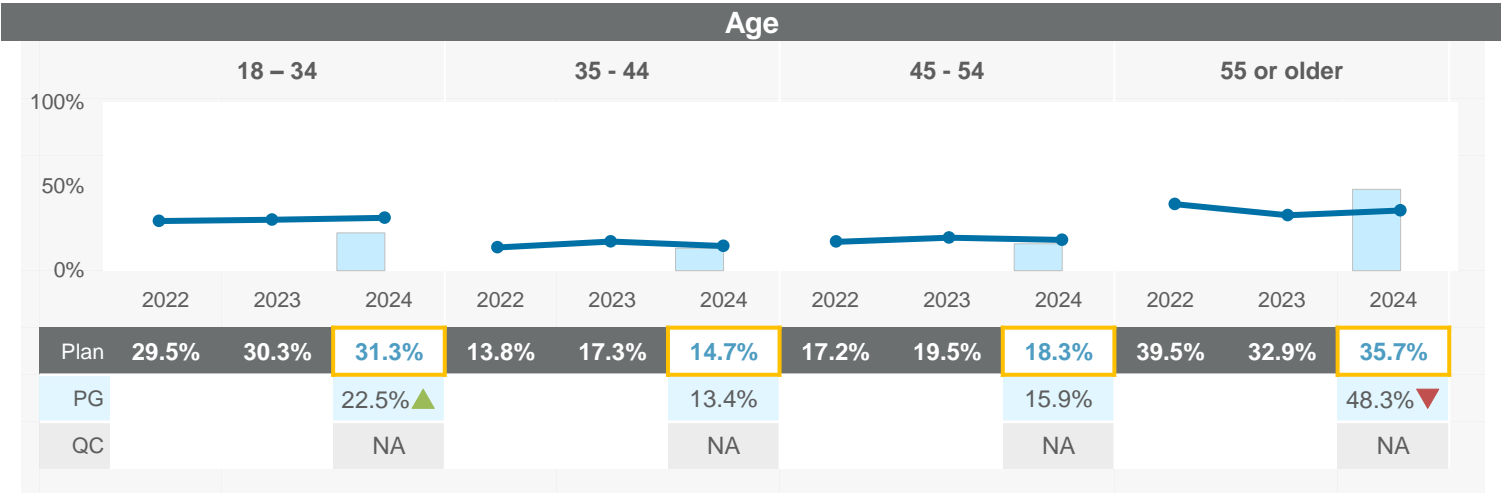 Age
18 – 34 35 - 44 45 - 54 55 or older
100%
50%
0%
2022 2023 2024 2022 2023 2024 2022 2023 2024 2022 2023 2024
Plan 29.5% 30.3% 31.3% 13.8% 17.3% 14.7% 17.2% 19.5% 18.3% 39.5% 32.9% 35.7%
PG 22.5% 13.4% 15.9% 48.3%
QC NA NA NA NA